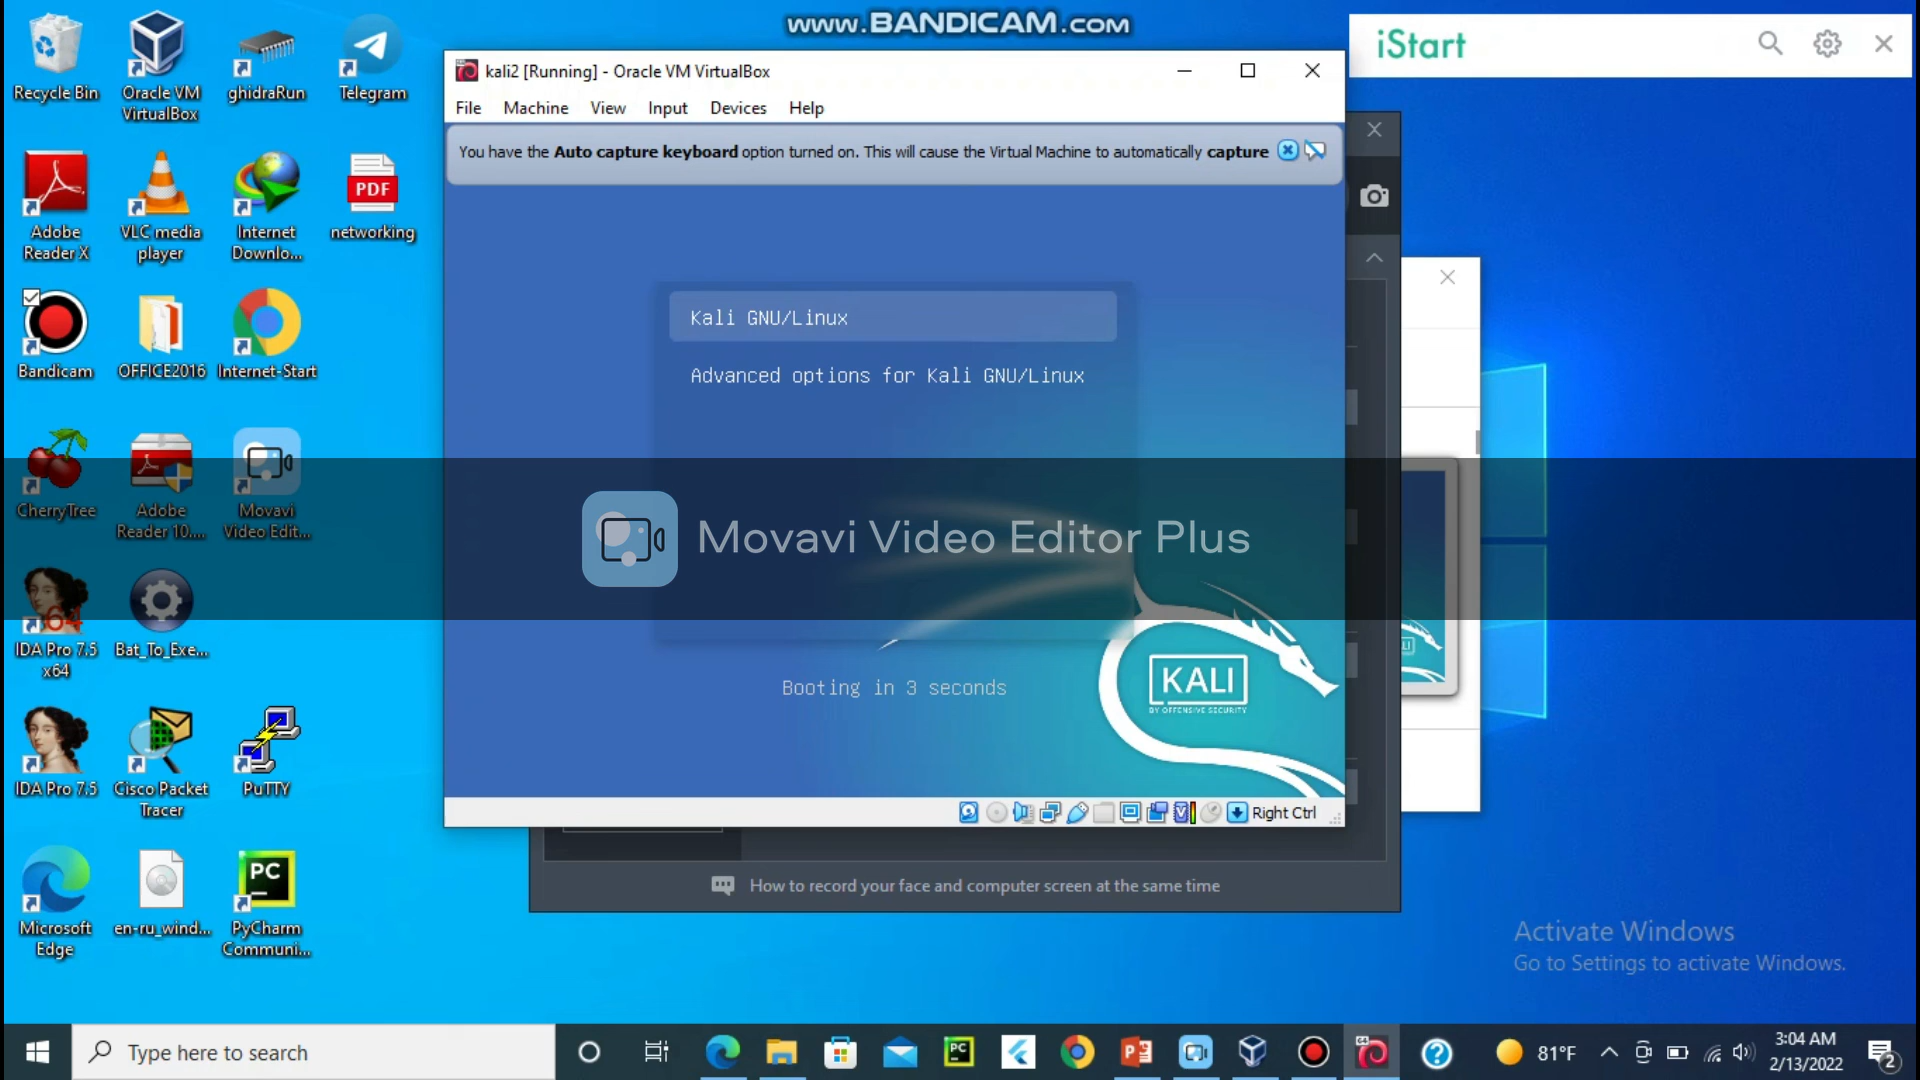 www.BANDICAM.com
Recycle Bin
Oracle VM
VirtualBox
ghidraRun
Telegram
Adobe
Reader X
VLC media
player
Internet
Downlo...
PDF
networking
Bandicam
OFFICE2016
Internet-Start
CherryTree
Adobe
Reader 10....
Movavi
Video Edit...
64
IDA Pro 7.5
x64
Bat_To_Exe...
IDA Pro 7.5
Cisco Packet
Tracer
PuTTY
Microsoft
Edge
en-ru_wind...
PC
PyCharm
Communi...
kali2 [Running] - Oracle VM VirtualBox
File Machine View Input Devices Help
You have the Auto capture keyboard option turned on. This will cause the Virtual Machine to automatically capture
Kali GNU/Linux
Advanced options for Kali GNU/Linux
Movavi Video Editor Plus
Booting in 3 seconds
KALI
BY OFFENSIVE SECURITY
Right Ctrl
How to record your face and computer screen at the same time
iStart
Activate Windows
Go to Settings to activate Windows.
Type here to search
PC
81°F
3:04 AM
2/13/2022
2